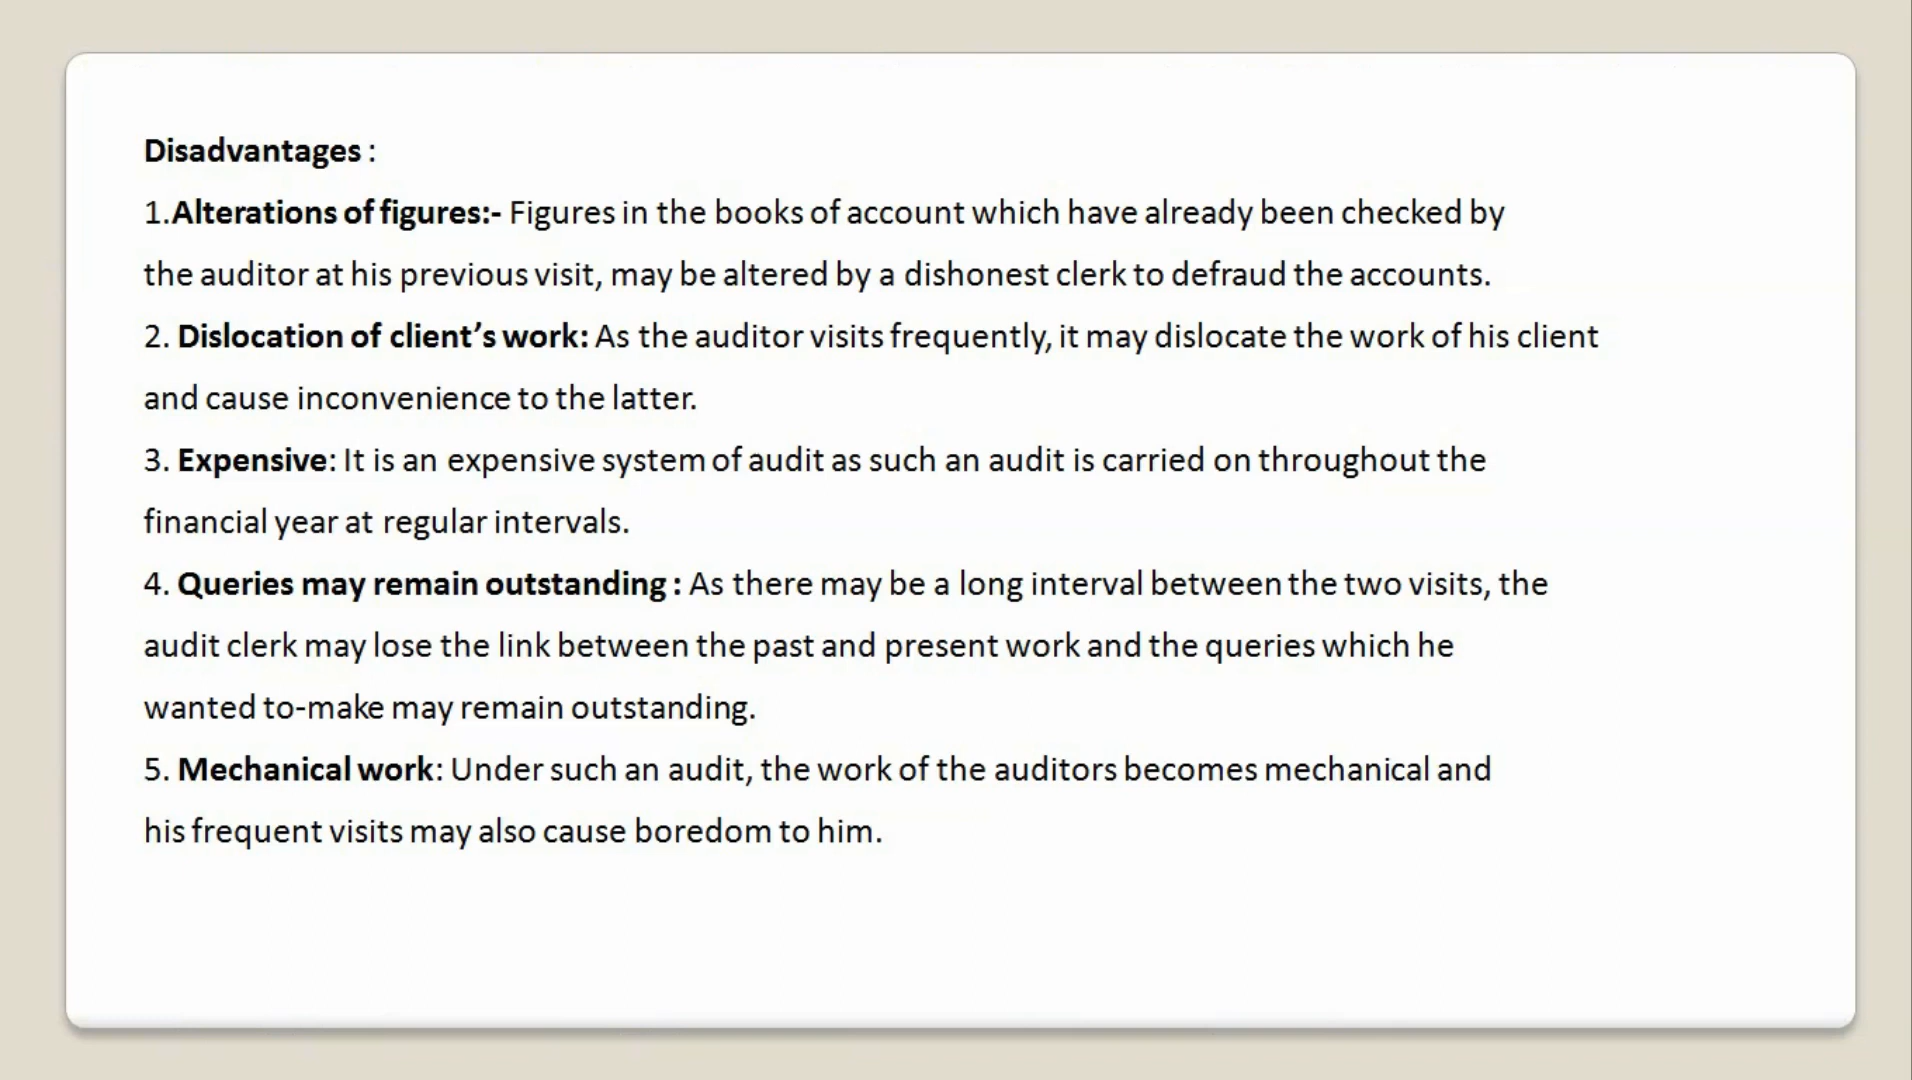 Disadvantages :
1.Alterations of figures:- Figures in the books of account which have already been checked by
the auditor at his previous visit, may be altered by a dishonest clerk to defraud the accounts.
2. Dislocation of client’s work: As the auditor visits frequently, it may dislocate the work of his client
and cause inconvenience to the latter.
3. Expensive: It is an expensive system of audit as such an audit is carried on throughout the
financial year at regular intervals.
4. Queries may remain outstanding : As there may be a long interval between the two visits, the
audit clerk may lose the link between the past and present work and the queries which he
wanted to-make may remain outstanding.
5. Mechanical work: Under such an audit, the work of the auditors becomes mechanical and
his frequent visits may also cause boredom to him.